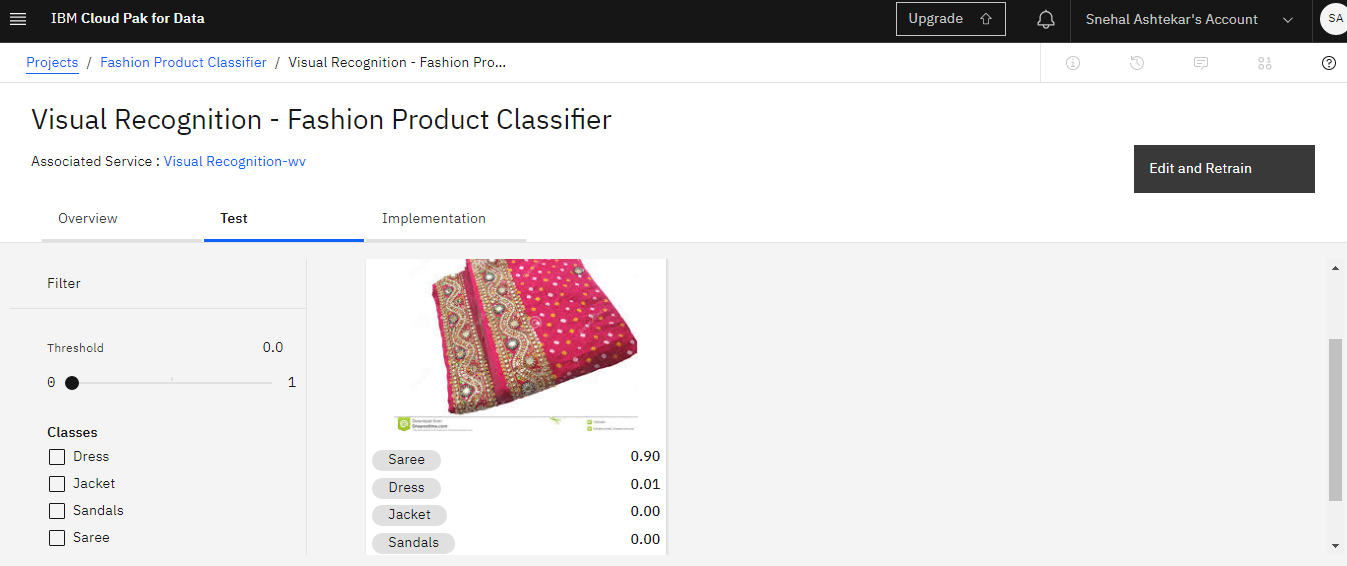 IBM Cloud Pak for Data
Upgrade
Snehal Ashtekar's Account
SA
Projects / Fashion Product Classifier / Visual Recognition - Fashion Pro...
Visual Recognition - Fashion Product Classifier
Associated Service : Visual Recognition-wv
Edit and Retrain
Overview
Test
Implementation
Filter
Threshold 0.0
0 1
Classes
Dress
Jacket
Sandals
Saree
Dreamstime.com
Saree 0.90
Dress 0.01
Jacket 0.00
Sandals 0.00